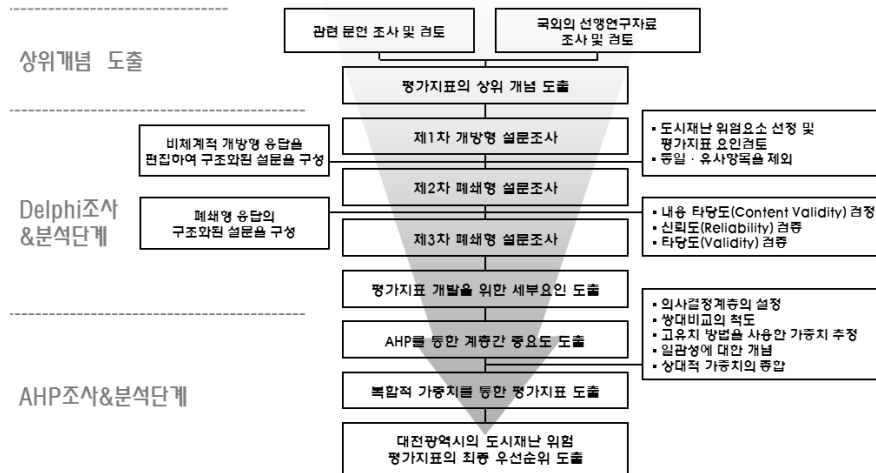 관련 문헌 조사 및 검토
국외의 선행연구자료
조사 및 검토
상위개념 도출
평가지표의 상위 개념 도출
제1차 개방형 설문조사
비체계적 개방형 응답을
편집하여 구조화된 설문을 구성
▪ 도시재난 위험요소 선정 및
평가지표 요인검토
▪ 동일 · 유사항목을 제외
제2차 폐쇄형 설문조사
Delphi조사
&분석단계
폐쇄형 응답의
구조화된 설문을 구성
▪ 내용 타당도(Content Validity) 검정
▪ 신뢰도(Reliability) 검증
▪ 타당도(Validity) 검증
제3차 폐쇄형 설문조사
평가지표 개발을 위한 세부요인 도출
▪ 의사결정계층의 설정
▪ 쌍대비교의 척도
▪ 고유치 방법을 사용한 가중치 추정
▪ 일관성에 대한 개념
▪ 상대적 가중치의 종합
AHP를 통한 계층간 중요도 도출
AHP조사&분석단계
복합적 가중치를 통한 평가지표 도출
대전광역시의 도시재난 위험
평가지표의 최종 우선순위 도출